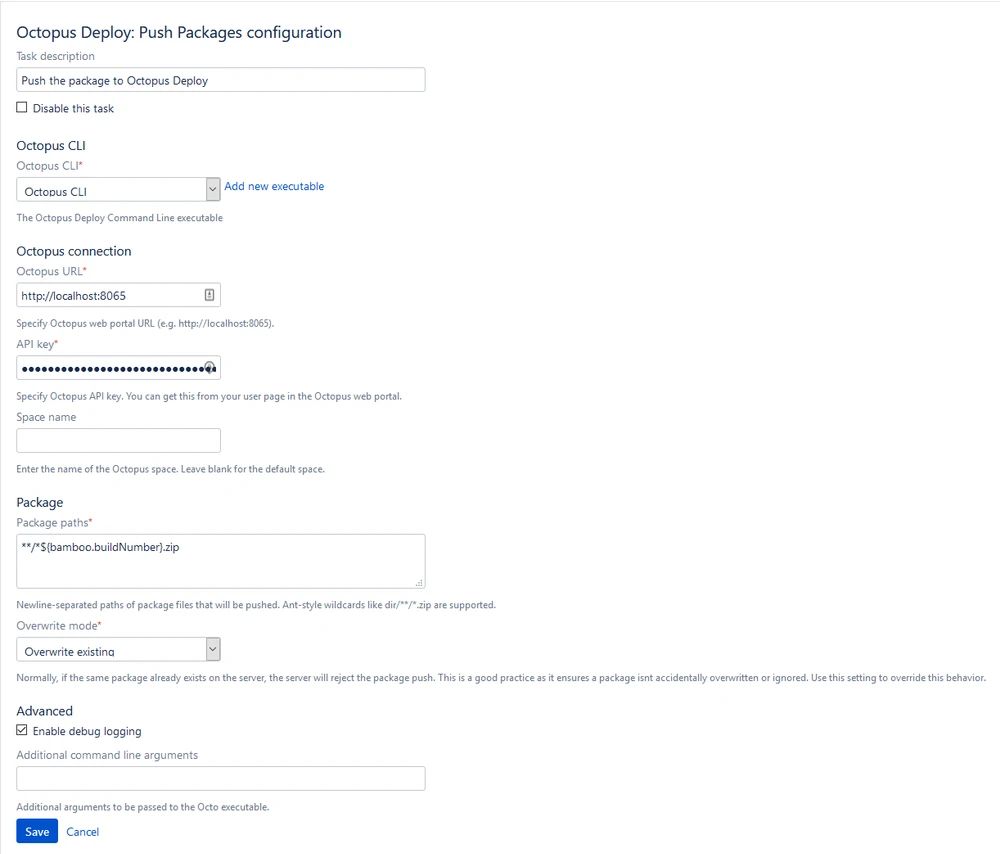 Octopus Deploy: Push Packages configuration
Task description
Push the package to Octopus Deploy
Disable this task
Octopus CLI
Octopus CLI*
Octopus CLI
Add new executable
The Octopus Deploy Command Line executable
Octopus connection
Octopus URL*
http://localhost:8065
Specify Octopus web portal URL (e.g. http://localhost:8065).
API key*
Specify Octopus API key. You can get this from your user page in the Octopus web portal.
Space name
Enter the name of the Octopus space. Leave blank for the default space.
Package
Package paths*
**/*${bamboo.buildNumber}.zip
Newline-separated paths of package files that will be pushed. Ant-style wildcards like dir/**/*.zip are supported.
Overwrite mode*
Overwrite existing
Normally, if the same package already exists on the server, the server will reject the package push. This is a good practice as it ensures a package isnt accidentally overwritten or ignored. Use this setting to override this behavior.
Advanced
Enable debug logging
Additional command line arguments
Additional arguments to be passed to the Octo executable.
Save Cancel